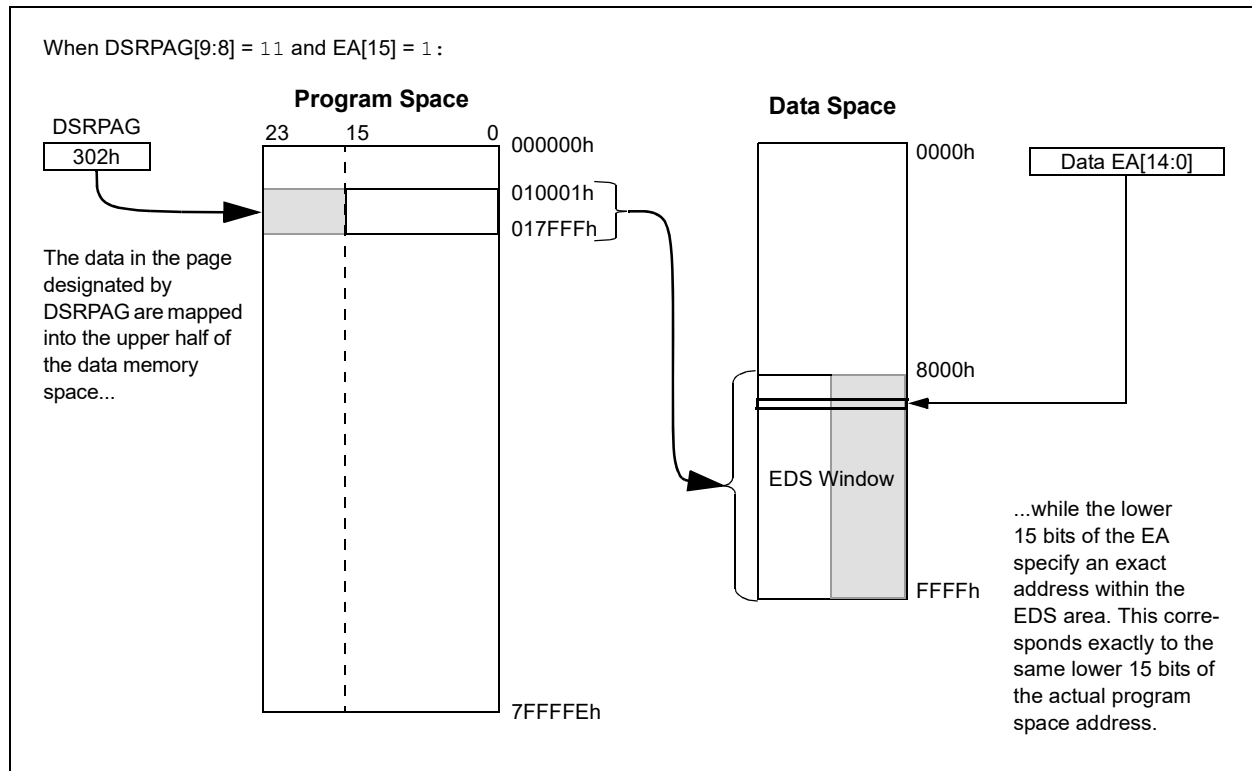 When DSRPAG[9:8] = 11 and EA[15] = 1:
Program Space
Data Space
DSRPAG
302h
23
15
0
000000h
010001h
017FFFh
7FFFFEh
The data in the page
designated by
DSRPAG are mapped
into the upper half of
the data memory
space...
0000h
8000h
EDS Window
FFFFh
Data EA[14:0]
...while the lower
15 bits of the EA
specify an exact
address within the
EDS area. This corre-
sponds exactly to the
same lower 15 bits of
the actual program
space address.